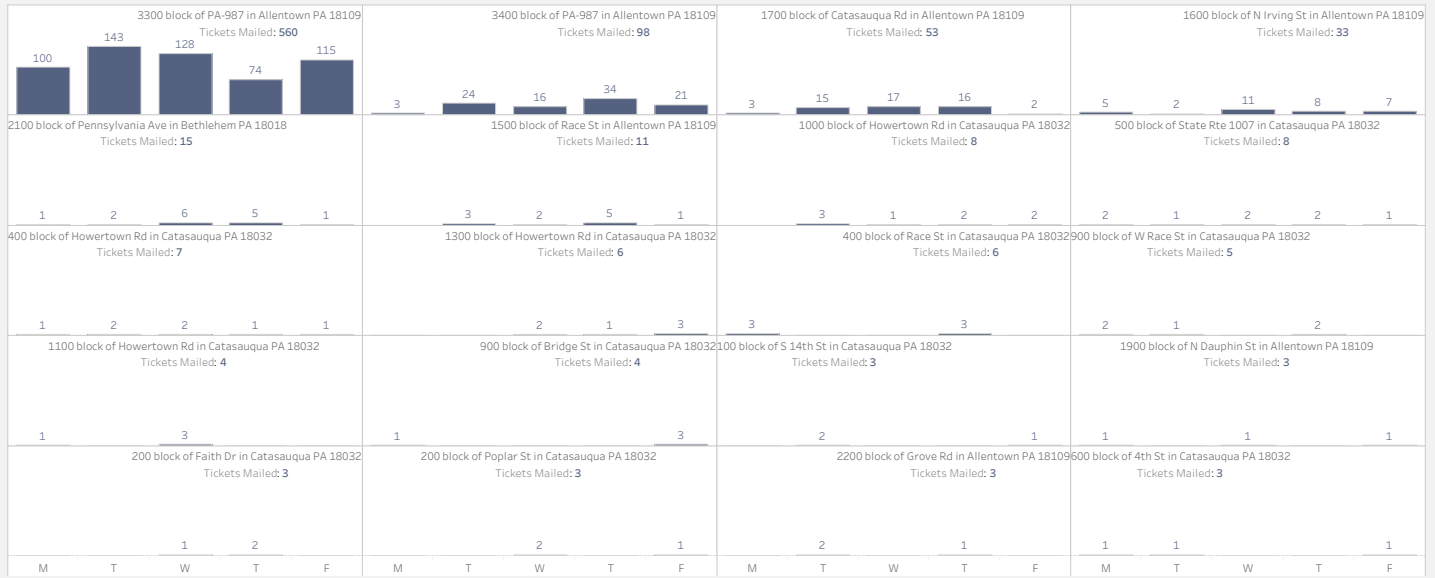 3300 block of PA-987 in Allentown PA 18109
Tickets Mailed: 560
100 143 128 74 115
3400 block of PA-987 in Allentown PA 18109
Tickets Mailed: 98
3 24 16 34 21
1700 block of Catasauqua Rd in Allentown PA 18109
Tickets Mailed: 53
3 15 17 16 2
1600 block of N Irving St in Allentown PA 18109
Tickets Mailed: 33
5 2 11 8 7
2100 block of Pennsylvania Ave in Bethlehem PA 18018
Tickets Mailed: 15
1 2 6 5 1
1500 block of Race St in Allentown PA 18109
Tickets Mailed: 11
3 2 5 1
1000 block of Howertown Rd in Catasauqua PA 18032
Tickets Mailed: 8
3 1 2 2
500 block of State Rte 1007 in Catasauqua PA 18032
Tickets Mailed: 8
2 1 2 2 1
400 block of Howertown Rd in Catasauqua PA 18032
Tickets Mailed: 7
1 2 2 1 1
1300 block of Howertown Rd in Catasauqua PA 18032
Tickets Mailed: 6
2 1 3
400 block of Race St in Catasauqua PA 18032
Tickets Mailed: 6
3 3
900 block of W Race St in Catasauqua PA 18032
Tickets Mailed: 5
2 1 2
1100 block of Howertown Rd in Catasauqua PA 18032
Tickets Mailed: 4
1 3
900 block of Bridge St in Catasauqua PA 18032
Tickets Mailed: 4
1 3
100 block of S 14th St in Catasauqua PA 18032
Tickets Mailed: 3
2 1
1900 block of N Dauphin St in Allentown PA 18109
Tickets Mailed: 3
1 1 1
200 block of Faith Dr in Catasauqua PA 18032
Tickets Mailed: 3
1 2
200 block of Poplar St in Catasauqua PA 18032
Tickets Mailed: 3
2 1
2200 block of Grove Rd in Allentown PA 18109
Tickets Mailed: 3
2 1
600 block of 4th St in Catasauqua PA 18032
Tickets Mailed: 3
1 1 1
M T W T F M T W T F M T W T F M T W T F